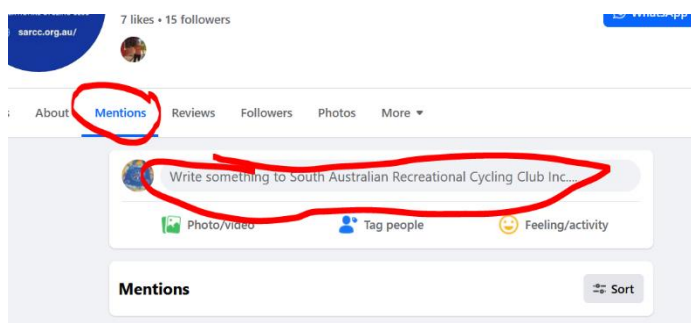 7 likes • 15 followers
WhatsApp
sarcc.org.au/
About Mentions Reviews Followers Photos More
Write something to South Australian Recreational Cycling Club Inc....
Photo/video Tag people Feeling/activity
Mentions Sort